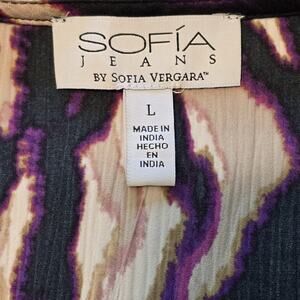 SOFÍA
JEANS
BY SOFIA VERGARA™
L
MADE IN
INDIA
HECHO
EN
INDIA